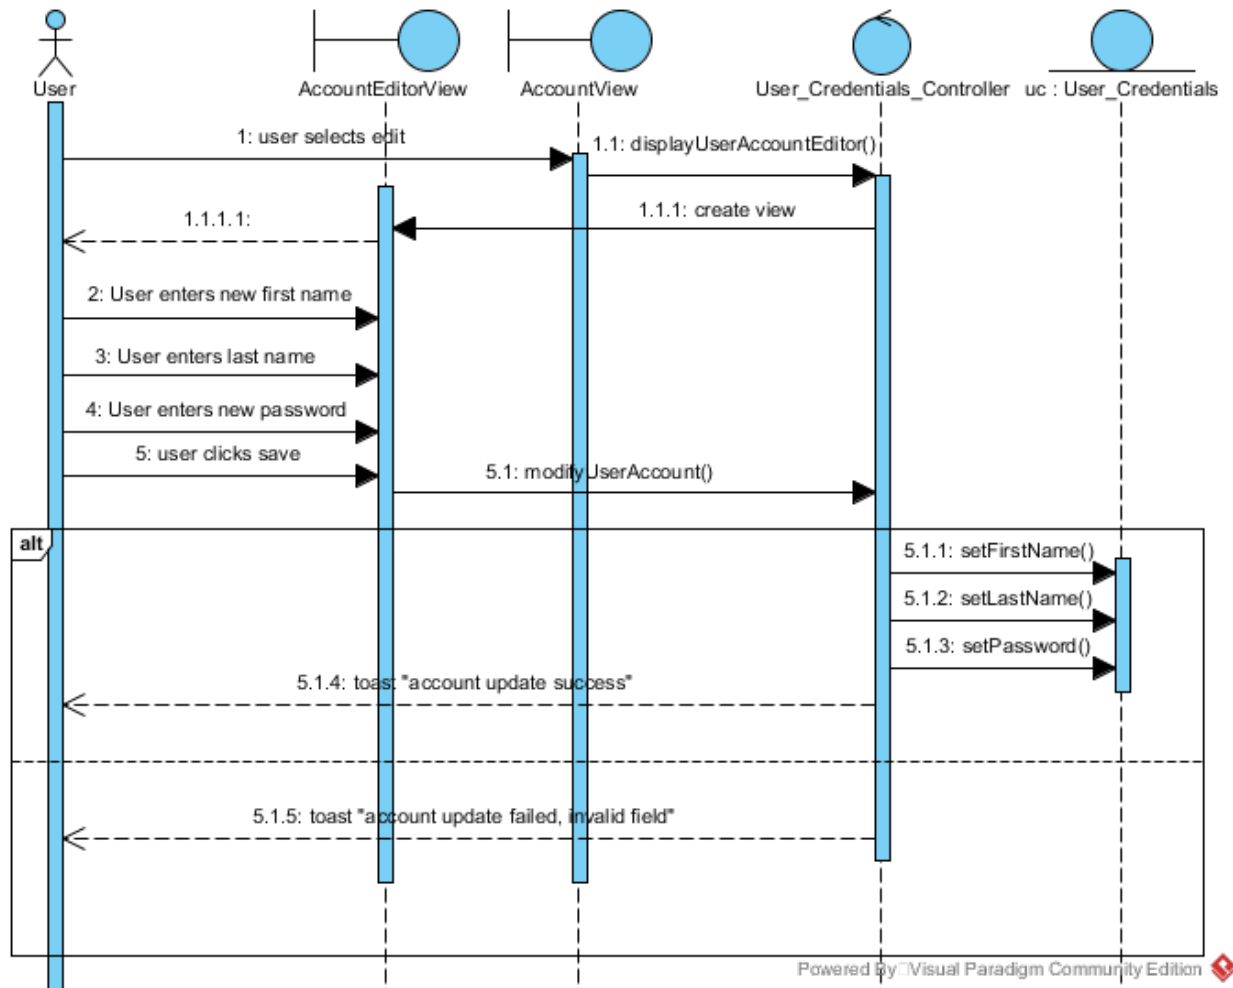 User
AccountEditorView
AccountView
User_Credentials_Controller
uc : User_Credentials
1: user selects edit
1.1: displayUserAccountEditor()
1.1.1: create view
1.1.1.1:
2: User enters new first name
3: User enters last name
4: User enters new password
5: user clicks save
5.1: modifyUserAccount()
alt
5.1.1: setFirstName()
5.1.2: setLastName()
5.1.3: setPassword()
5.1.4: toast "account update success"
5.1.5: toast "account update failed, invalid field"
Powered By Visual Paradigm Community Edition